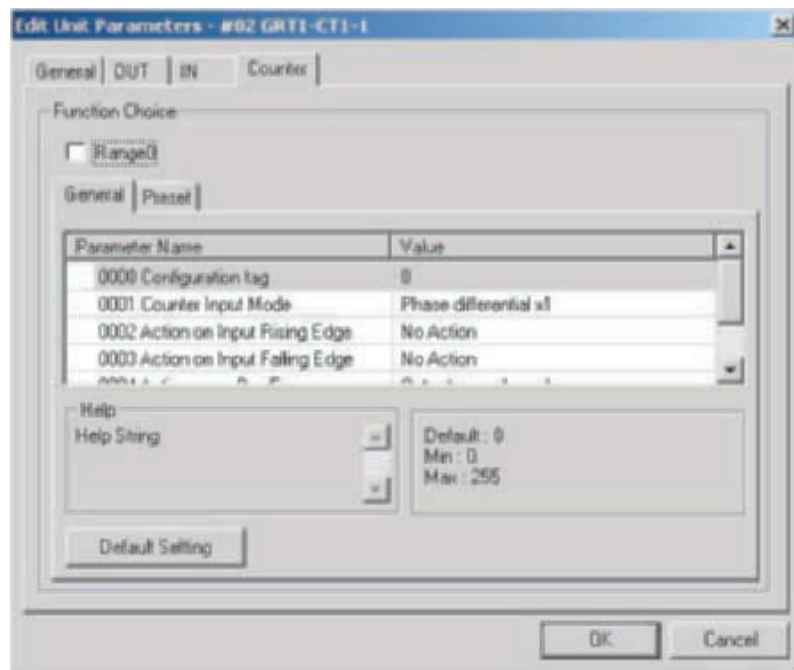 Edit Unit Parameters - #02 GRT1-CT1-1
General OUT IN Counter
Function Choice
Range0
General Preset
Parameter Name Value
0000 Configuration tag 0
0001 Counter Input Mode Phase differential x1
0002 Action on Input Rising Edge No Action
0003 Action on Input Falling Edge No Action
Help
Help String
Default : 0
Min : 0
Max : 255
Default Setting
OK Cancel